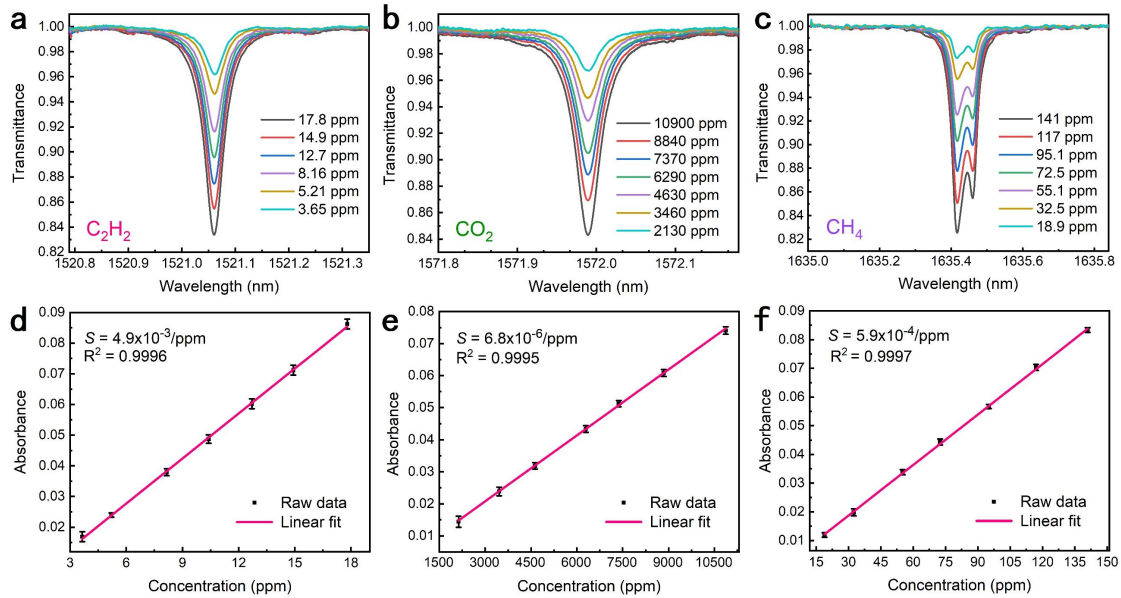 a
1.00
0.98
0.96
0.94
0.92
0.90
0.88
0.86
0.84
0.82
Transmittance
17.8 ppm
14.9 ppm
12.7 ppm
8.16 ppm
5.21 ppm
3.65 ppm
C₂H₂
1520.8 1520.9 1521.0 1521.1 1521.2 1521.3
Wavelength (nm)
b
1.00
0.98
0.96
0.94
0.92
0.90
0.88
0.86
0.84
Transmittance
10900 ppm
8840 ppm
7370 ppm
6290 ppm
4630 ppm
3460 ppm
2130 ppm
CO₂
1571.8 1571.9 1572.0 1572.1
Wavelength (nm)
c
1.00
0.98
0.96
0.94
0.92
0.90
0.88
0.86
0.84
0.82
Transmittance
141 ppm
117 ppm
95.1 ppm
72.5 ppm
55.1 ppm
32.5 ppm
18.9 ppm
CH₄
1635.0 1635.2 1635.4 1635.6 1635.8
Wavelength (nm)
d
0.09
0.08
0.07
0.06
0.05
0.04
0.03
0.02
Absorbance
S = 4.9x10⁻³/ppm
R² = 0.9996
Raw data
Linear fit
3 6 9 12 15 18
Concentration (ppm)
e
0.08
0.07
0.06
0.05
0.04
0.03
0.02
0.01
Absorbance
S = 6.8x10⁻⁶/ppm
R² = 0.9995
Raw data
Linear fit
1500 3000 4500 6000 7500 9000 10500
Concentration (ppm)
f
0.09
0.08
0.07
0.06
0.05
0.04
0.03
0.02
0.01
Absorbance
S = 5.9x10⁻⁴/ppm
R² = 0.9997
Raw data
Linear fit
15 30 45 60 75 90 105 120 135 150
Concentration (ppm)